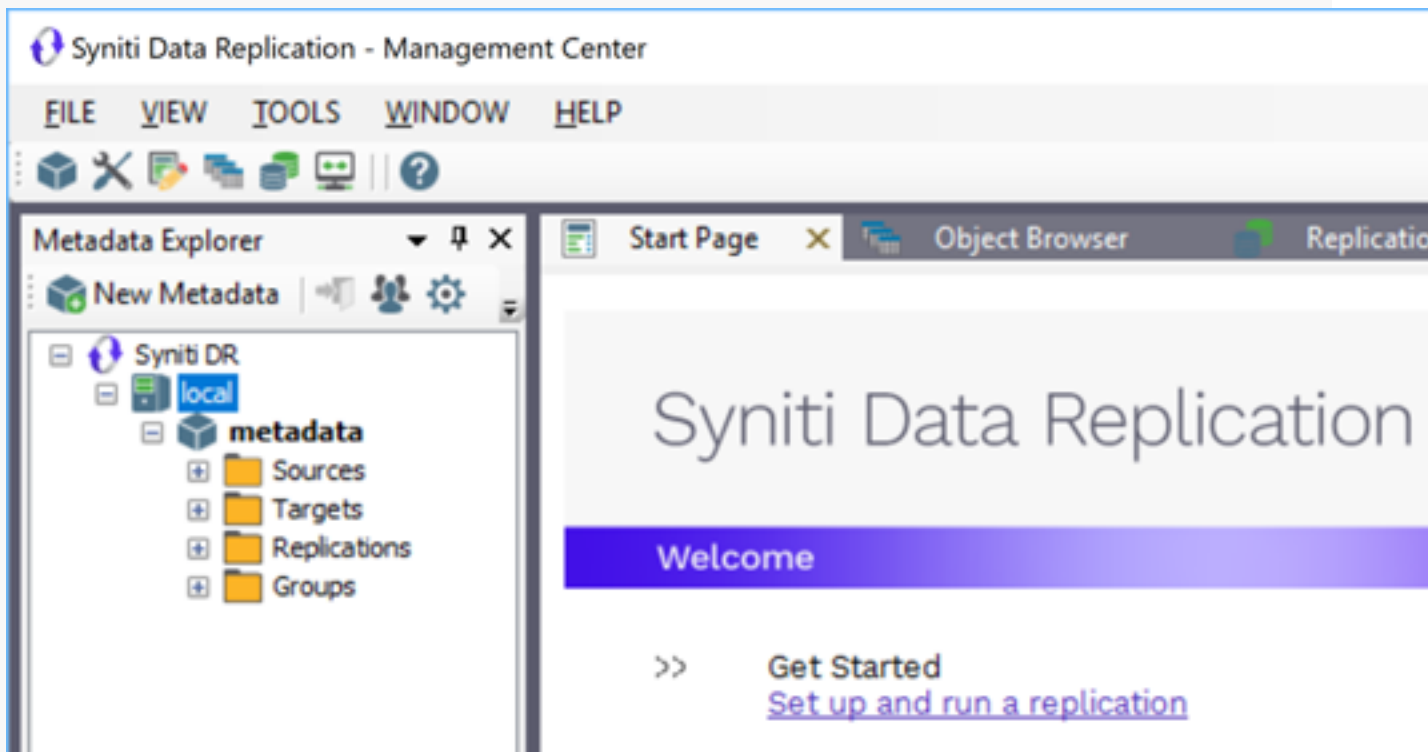 Syniti Data Replication - Management Center
FILE VIEW TOOLS WINDOW HELP
Metadata Explorer
New Metadata
Syniti DR
local
metadata
Sources
Targets
Replications
Groups
Start Page Object Browser Replicatio
Syniti Data Replication
Welcome
>> Get Started
Set up and run a replication